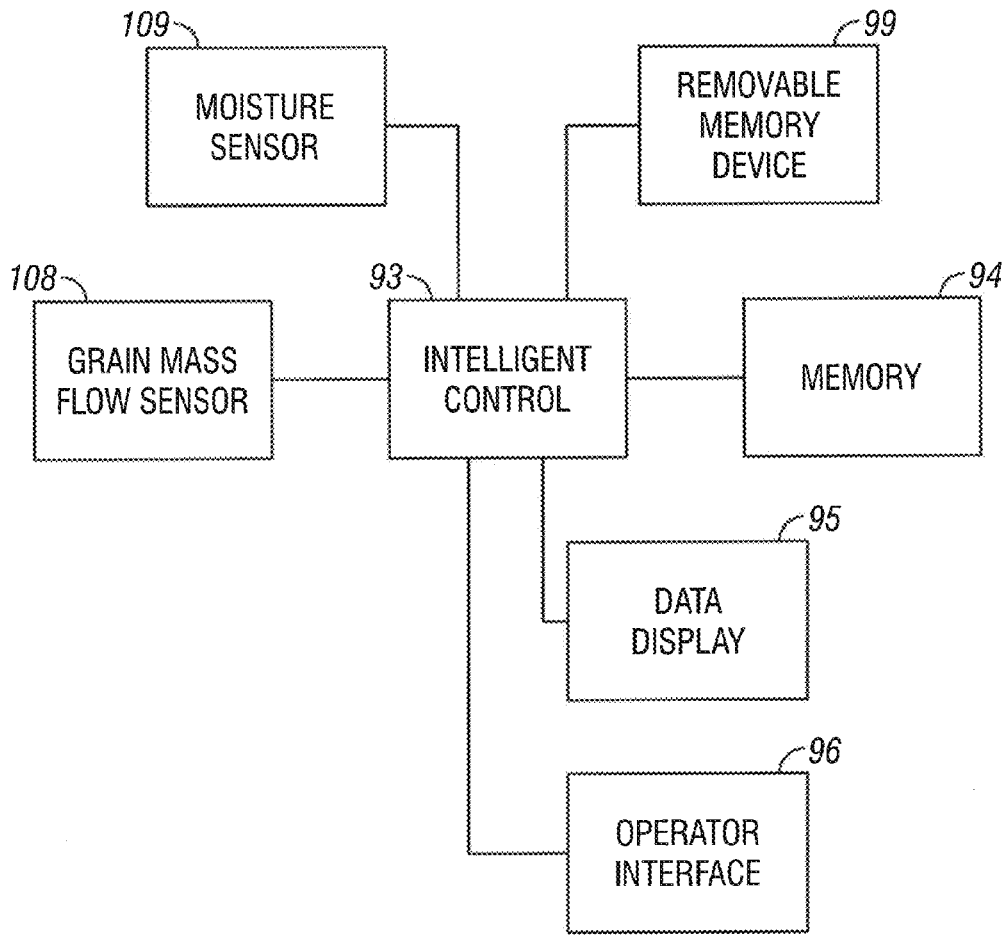 109
MOISTURE
SENSOR
99
REMOVABLE
MEMORY
DEVICE
108
GRAIN MASS
FLOW SENSOR
93
INTELLIGENT
CONTROL
94
MEMORY
95
DATA
DISPLAY
96
OPERATOR
INTERFACE